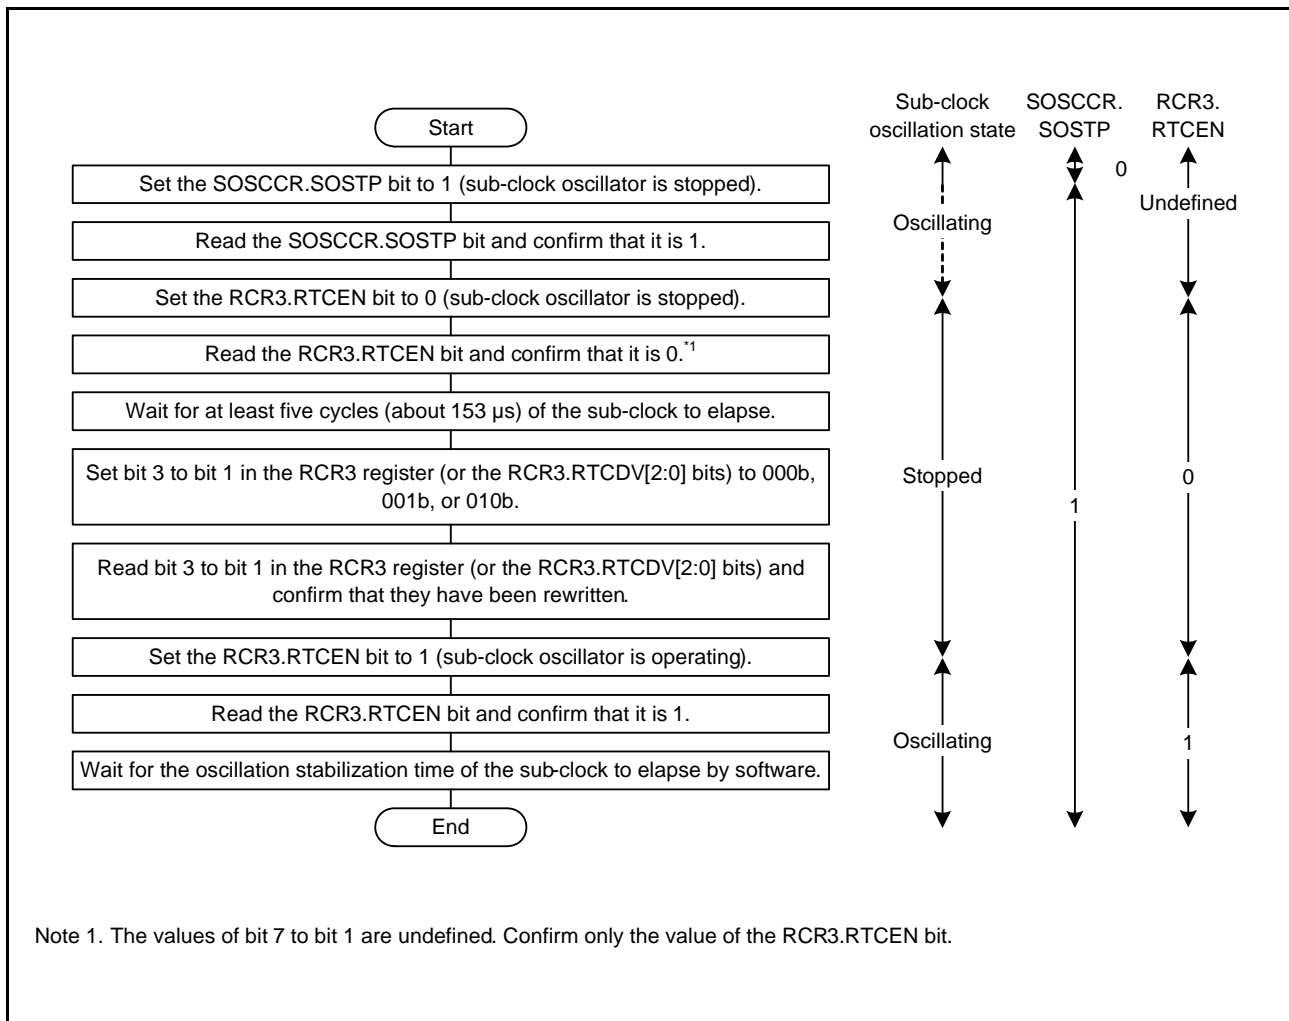 Start
Set the SOSCCR.SOSTP bit to 1 (sub-clock oscillator is stopped).
Read the SOSCCR.SOSTP bit and confirm that it is 1.
Set the RCR3.RTCEN bit to 0 (sub-clock oscillator is stopped).
Read the RCR3.RTCEN bit and confirm that it is 0.*1
Wait for at least five cycles (about 153 µs) of the sub-clock to elapse.
Set bit 3 to bit 1 in the RCR3 register (or the RCR3.RTCDV[2:0] bits) to 000b,
001b, or 010b.
Read bit 3 to bit 1 in the RCR3 register (or the RCR3.RTCDV[2:0] bits) and
confirm that they have been rewritten.
Set the RCR3.RTCEN bit to 1 (sub-clock oscillator is operating).
Read the RCR3.RTCEN bit and confirm that it is 1.
Wait for the oscillation stabilization time of the sub-clock to elapse by software.
End
Sub-clock
oscillation state
Oscillating
Stopped
Oscillating
SOSCCR.
SOSTP
0
1
RCR3.
RTCEN
Undefined
0
1
Note 1. The values of bit 7 to bit 1 are undefined. Confirm only the value of the RCR3.RTCEN bit.